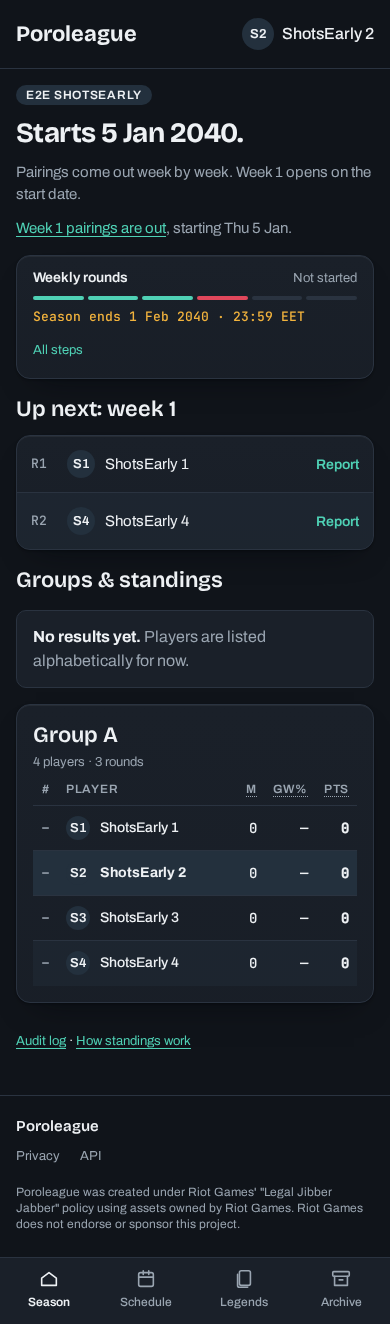 Poroleague
S2 ShotsEarly 2
E2E SHOTSEARLY
Starts 5 Jan 2040.
Pairings come out week by week. Week 1 opens on the
start date.
Week 1 pairings are out, starting Thu 5 Jan.
Weekly rounds Not started
Season ends 1 Feb 2040 · 23:59 EET
All steps
Up next: week 1
R1 S1 ShotsEarly 1 Report
R2 S4 ShotsEarly 4 Report
Groups & standings
No results yet. Players are listed
alphabetically for now.
Group A
4 players · 3 rounds
# PLAYER M GW% PTS
– S1 ShotsEarly 1 0 – 0
– S2 ShotsEarly 2 0 – 0
– S3 ShotsEarly 3 0 – 0
– S4 ShotsEarly 4 0 – 0
Audit log · How standings work
Poroleague
Privacy API
Poroleague was created under Riot Games' "Legal Jibber
Jabber" policy using assets owned by Riot Games. Riot Games
does not endorse or sponsor this project.
Season Schedule Legends Archive